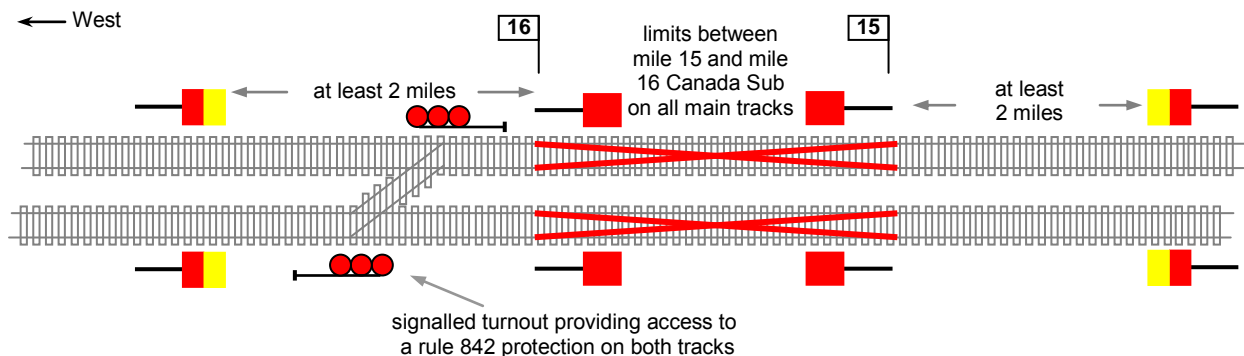 West
16
limits between
mile 15 and mile
16 Canada Sub
on all main tracks
15
at least 2 miles
at least
2 miles
signalled turnout providing access to
a rule 842 protection on both tracks